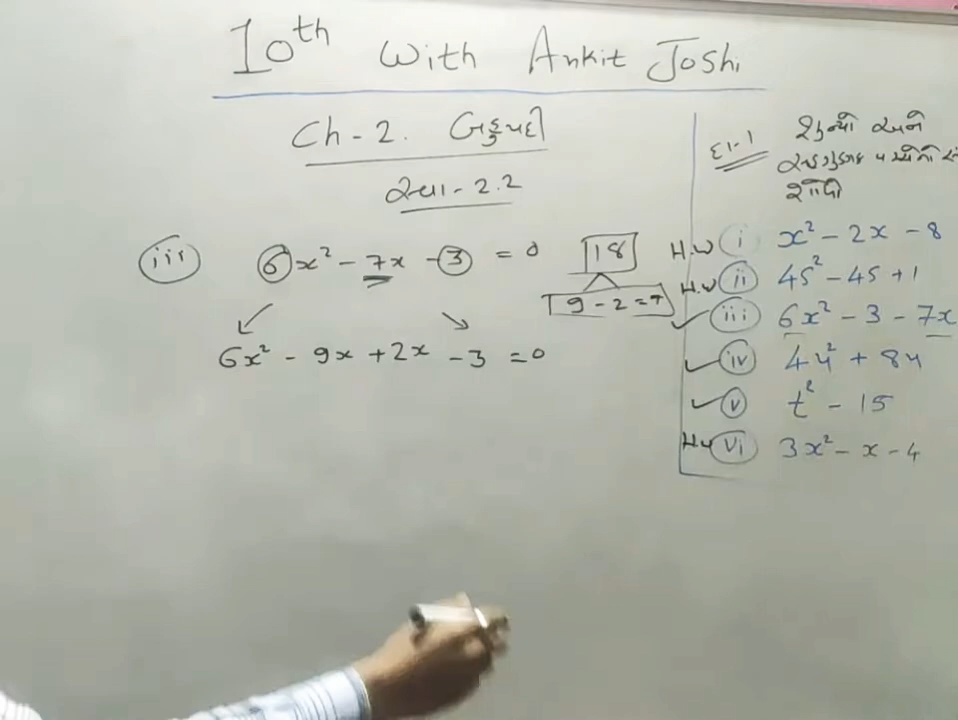 10th With Ankit Joshi
Ch-2. બહુપદી
સ્વા-2.2
(iii) 6x² - 7x - 3 = 0
18
9 - 2 = 7
6x² - 9x + 2x - 3 = 0
દા-1 શૂન્યો અને
શોધો
H.W (i) x² - 2x - 8
H.W (ii) 4s² - 4s + 1
✓ (iii) 6x² - 3 - 7x
✓ (iv) 4u² + 8u
✓ (v) t² - 15
Hw (vi) 3x² - x - 4